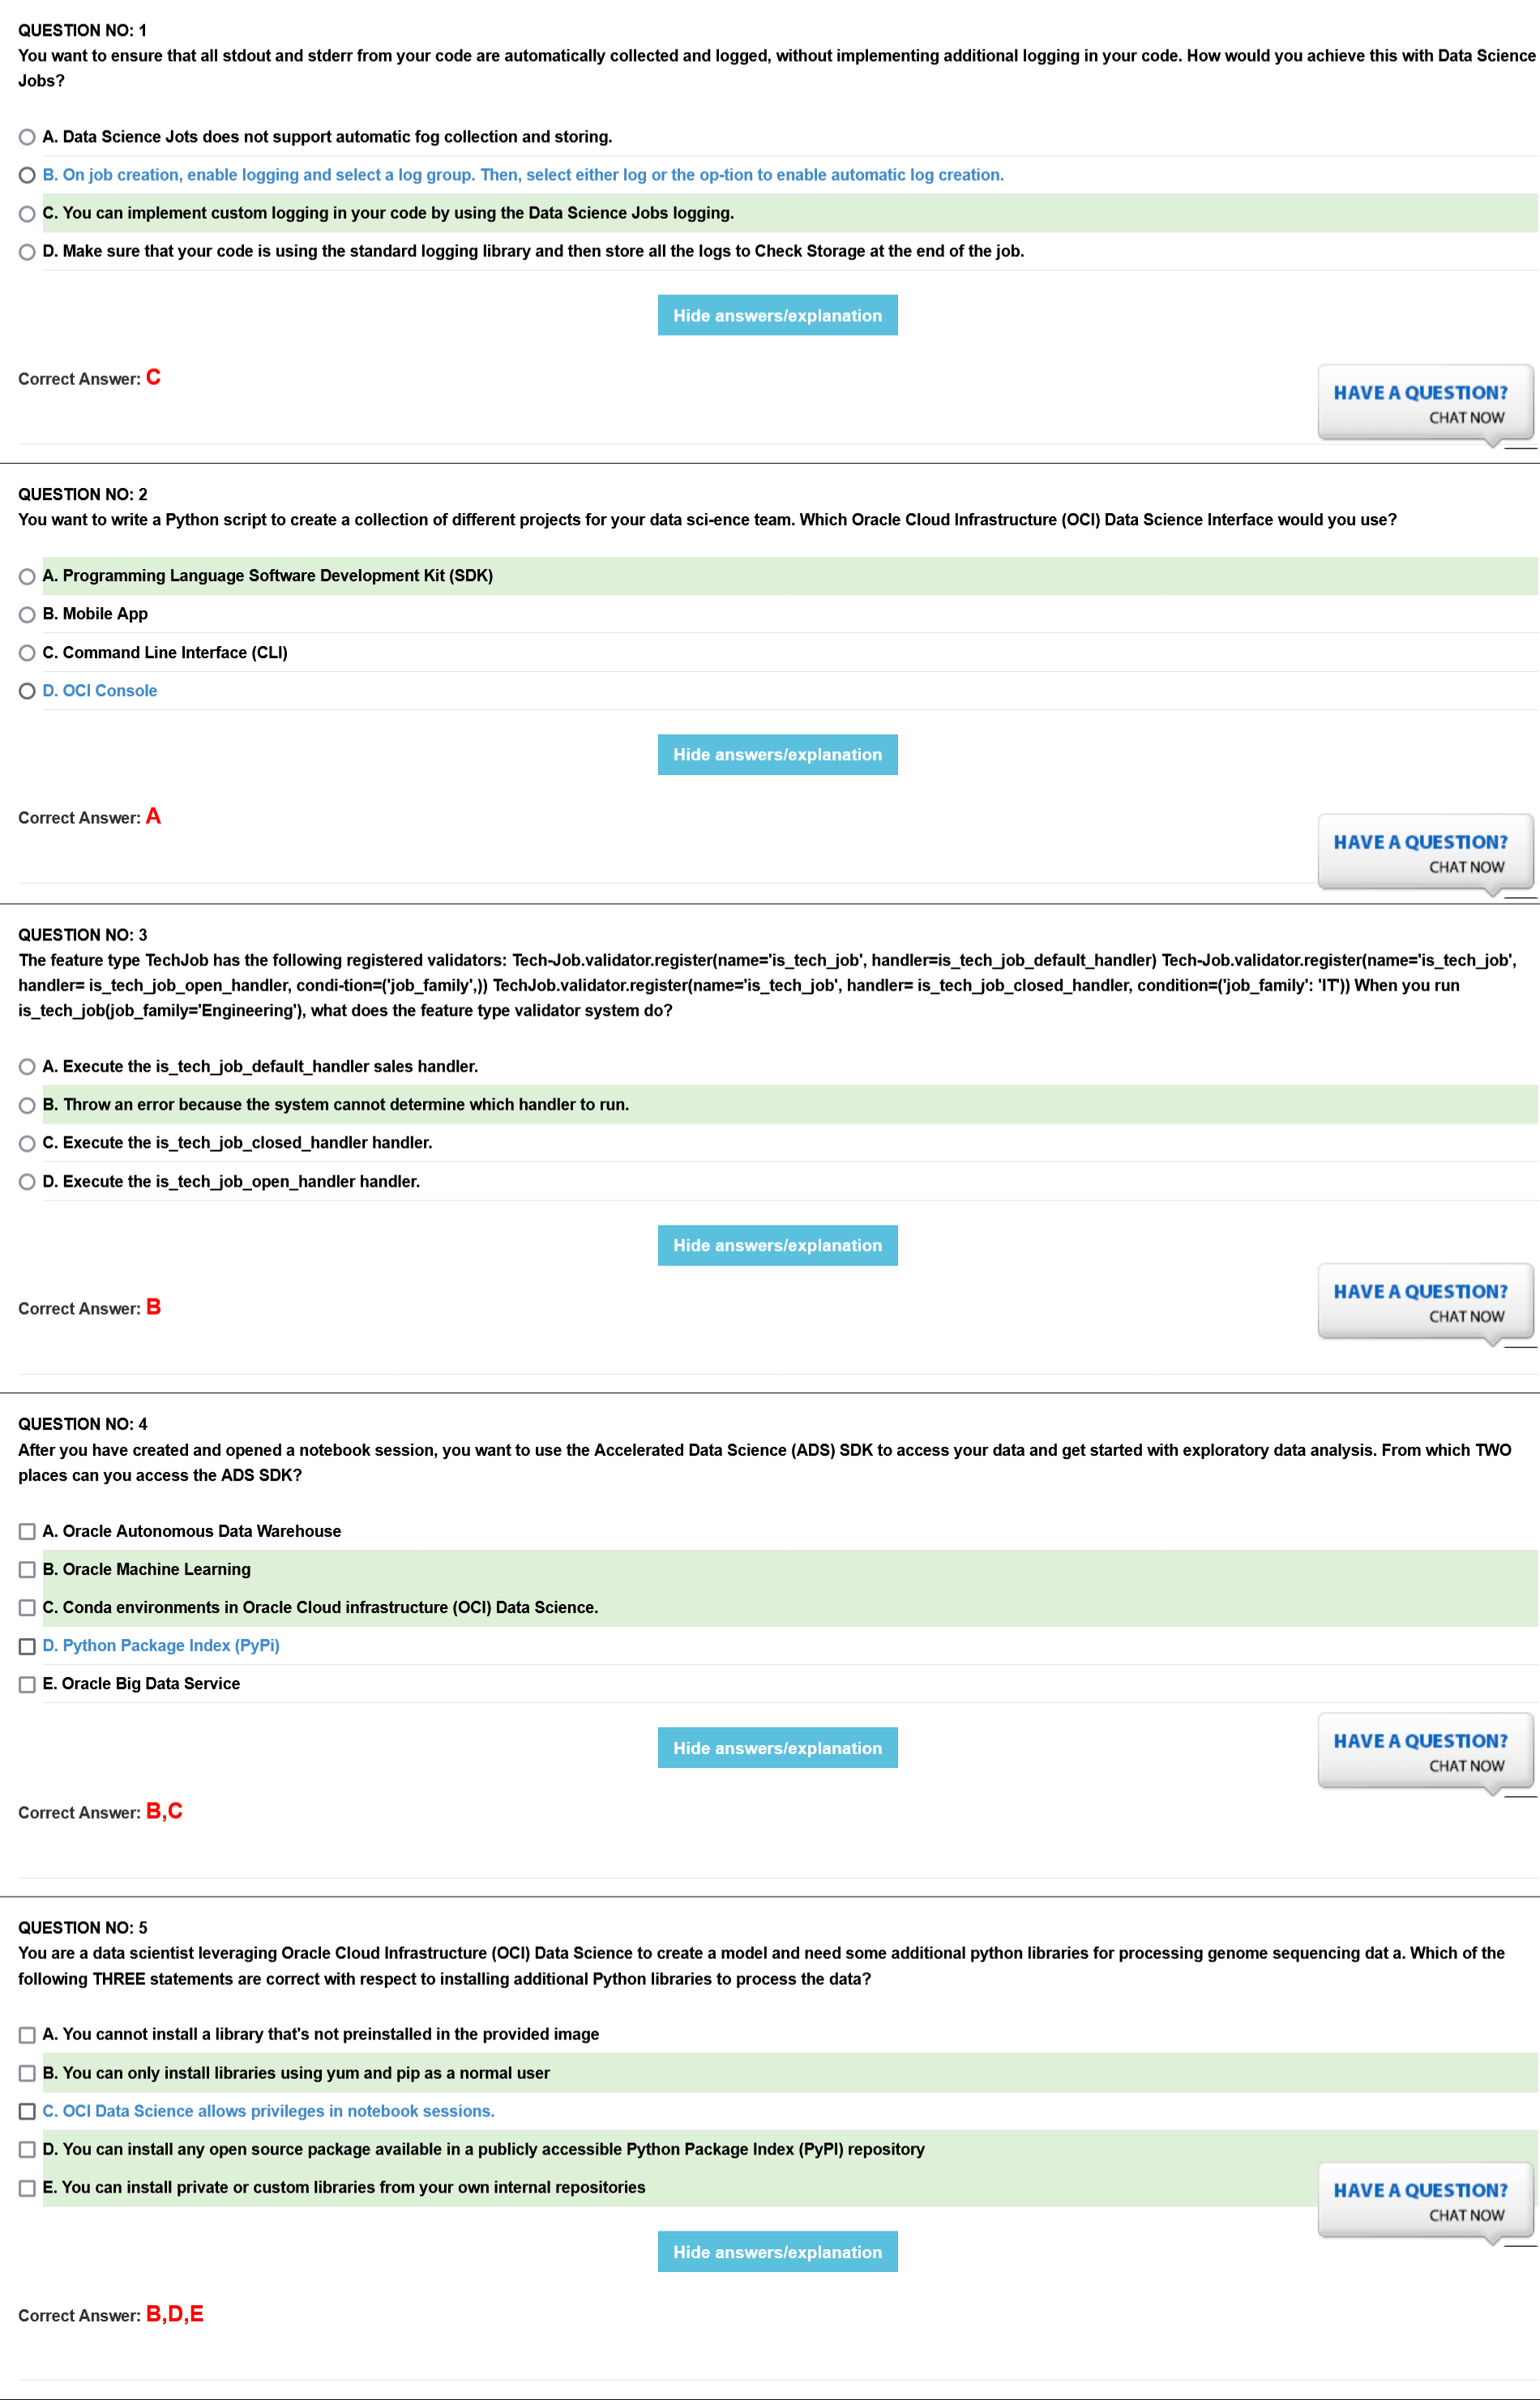 QUESTION NO: 1
You want to ensure that all stdout and stderr from your code are automatically collected and logged, without implementing additional logging in your code. How would you achieve this with Data Science
Jobs?
A. Data Science Jots does not support automatic fog collection and storing.
B. On job creation, enable logging and select a log group. Then, select either log or the op-tion to enable automatic log creation.
C. You can implement custom logging in your code by using the Data Science Jobs logging.
D. Make sure that your code is using the standard logging library and then store all the logs to Check Storage at the end of the job.
Hide answers/explanation
Correct Answer: C
HAVE A QUESTION?
CHAT NOW
QUESTION NO: 2
You want to write a Python script to create a collection of different projects for your data sci-ence team. Which Oracle Cloud Infrastructure (OCI) Data Science Interface would you use?
A. Programming Language Software Development Kit (SDK)
B. Mobile App
C. Command Line Interface (CLI)
D. OCI Console
Hide answers/explanation
Correct Answer: A
HAVE A QUESTION?
CHAT NOW
QUESTION NO: 3
The feature type TechJob has the following registered validators: Tech-Job.validator.register(name='is_tech_job', handler=is_tech_job_default_handler) Tech-Job.validator.register(name='is_tech_job',
handler= is_tech_job_open_handler, condi-tion=('job_family',)) TechJob.validator.register(name='is_tech_job', handler= is_tech_job_closed_handler, condition=('job_family': 'IT')) When you run
is_tech_job(job_family='Engineering'), what does the feature type validator system do?
A. Execute the is_tech_job_default_handler sales handler.
B. Throw an error because the system cannot determine which handler to run.
C. Execute the is_tech_job_closed_handler handler.
D. Execute the is_tech_job_open_handler handler.
Hide answers/explanation
Correct Answer: B
HAVE A QUESTION?
CHAT NOW
QUESTION NO: 4
After you have created and opened a notebook session, you want to use the Accelerated Data Science (ADS) SDK to access your data and get started with exploratory data analysis. From which TWO
places can you access the ADS SDK?
A. Oracle Autonomous Data Warehouse
B. Oracle Machine Learning
C. Conda environments in Oracle Cloud infrastructure (OCI) Data Science.
D. Python Package Index (PyPi)
E. Oracle Big Data Service
Hide answers/explanation
HAVE A QUESTION?
CHAT NOW
Correct Answer: B,C
QUESTION NO: 5
You are a data scientist leveraging Oracle Cloud Infrastructure (OCI) Data Science to create a model and need some additional python libraries for processing genome sequencing dat a. Which of the
following THREE statements are correct with respect to installing additional Python libraries to process the data?
A. You cannot install a library that's not preinstalled in the provided image
B. You can only install libraries using yum and pip as a normal user
C. OCI Data Science allows privileges in notebook sessions.
D. You can install any open source package available in a publicly accessible Python Package Index (PyPI) repository
E. You can install private or custom libraries from your own internal repositories
HAVE A QUESTION?
CHAT NOW
Hide answers/explanation
Correct Answer: B,D,E